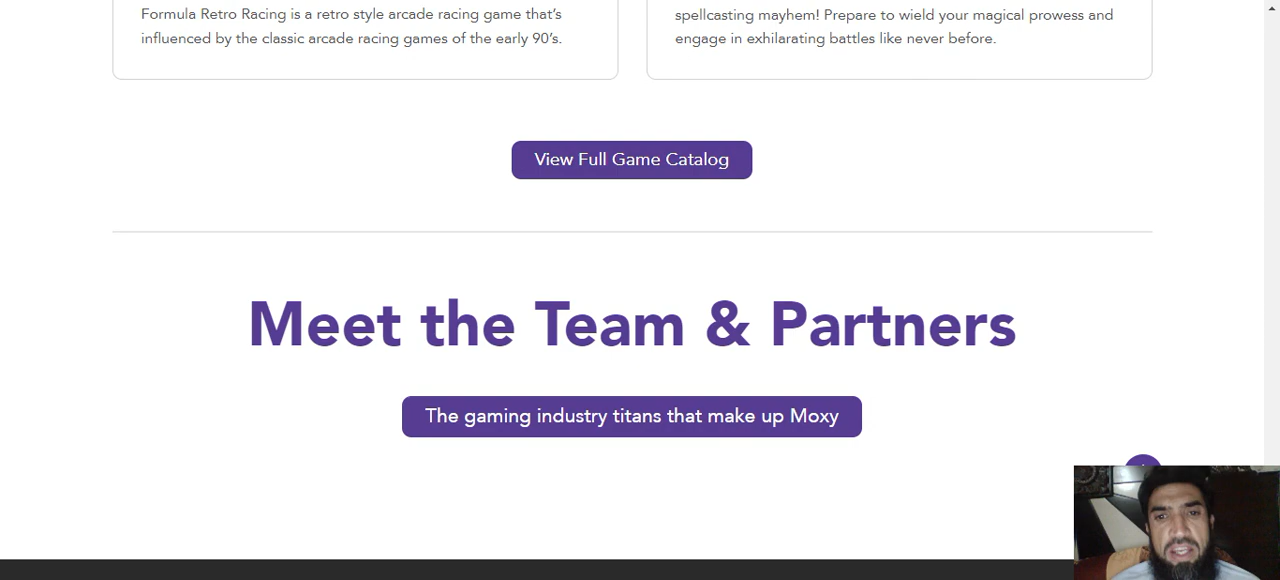 Formula Retro Racing is a retro style arcade racing game that's
influenced by the classic arcade racing games of the early 90's.
spellcasting mayhem! Prepare to wield your magical prowess and
engage in exhilarating battles like never before.
View Full Game Catalog
Meet the Team & Partners
The gaming industry titans that make up Moxy